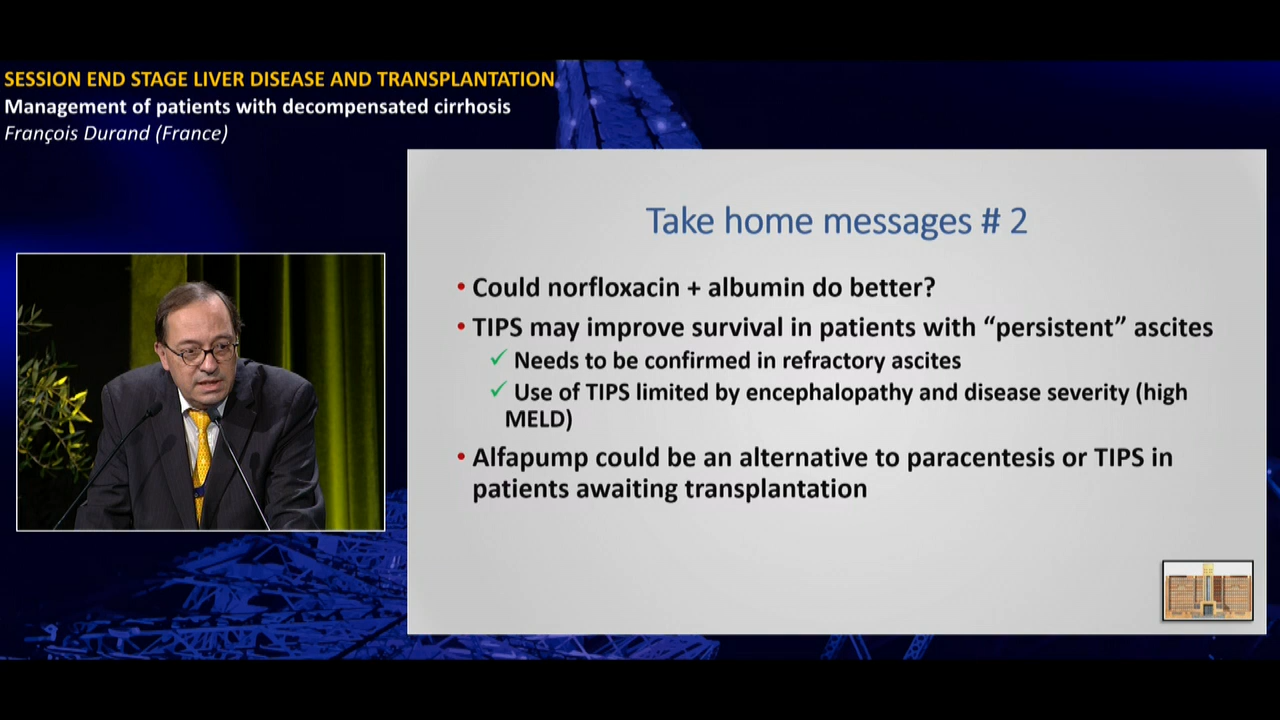 SESSION END STAGE LIVER DISEASE AND TRANSPLANTATION
Management of patients with decompensated cirrhosis
François Durand (France)
Take home messages # 2
• Could norfloxacin + albumin do better?
• TIPS may improve survival in patients with “persistent” ascites
✓ Needs to be confirmed in refractory ascites
✓ Use of TIPS limited by encephalopathy and disease severity (high
MELD)
• Alfapump could be an alternative to paracentesis or TIPS in
patients awaiting transplantation